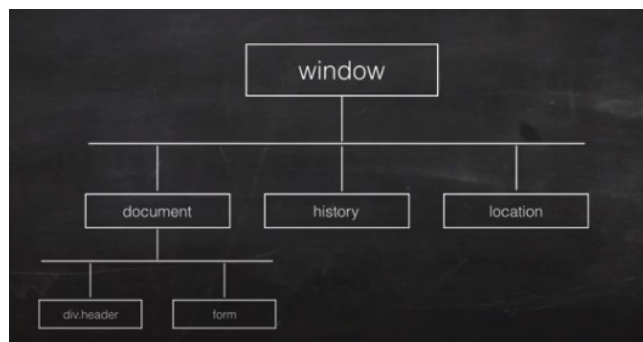 window
document
history
location
div.header
form